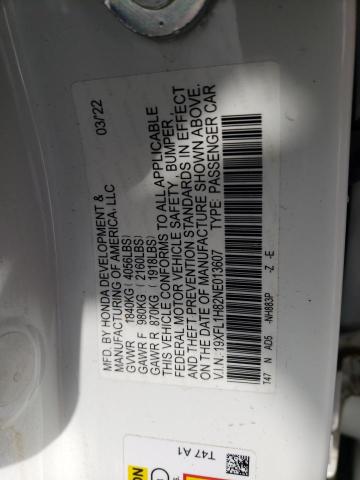 MFD. BY HONDA DEVELOPMENT & 03/22
MANUFACTURING OF AMERICA, LLC
GVWR 1840KG (4056LBS)
GAWR F 980KG (2160LBS)
GAWR R 870KG (1918LBS)
THIS VEHICLE CONFORMS TO ALL APPLICABLE
FEDERAL MOTOR VEHICLE SAFETY, BUMPER,
AND THEFT PREVENTION STANDARDS IN EFFECT
ON THE DATE OF MANUFACTURE SHOWN ABOVE.
V.I.N: 19XFL1H82NE013607 TYPE: PASSENGER CAR
T47 N AD5 -NH883P -Z -E
T47 A1